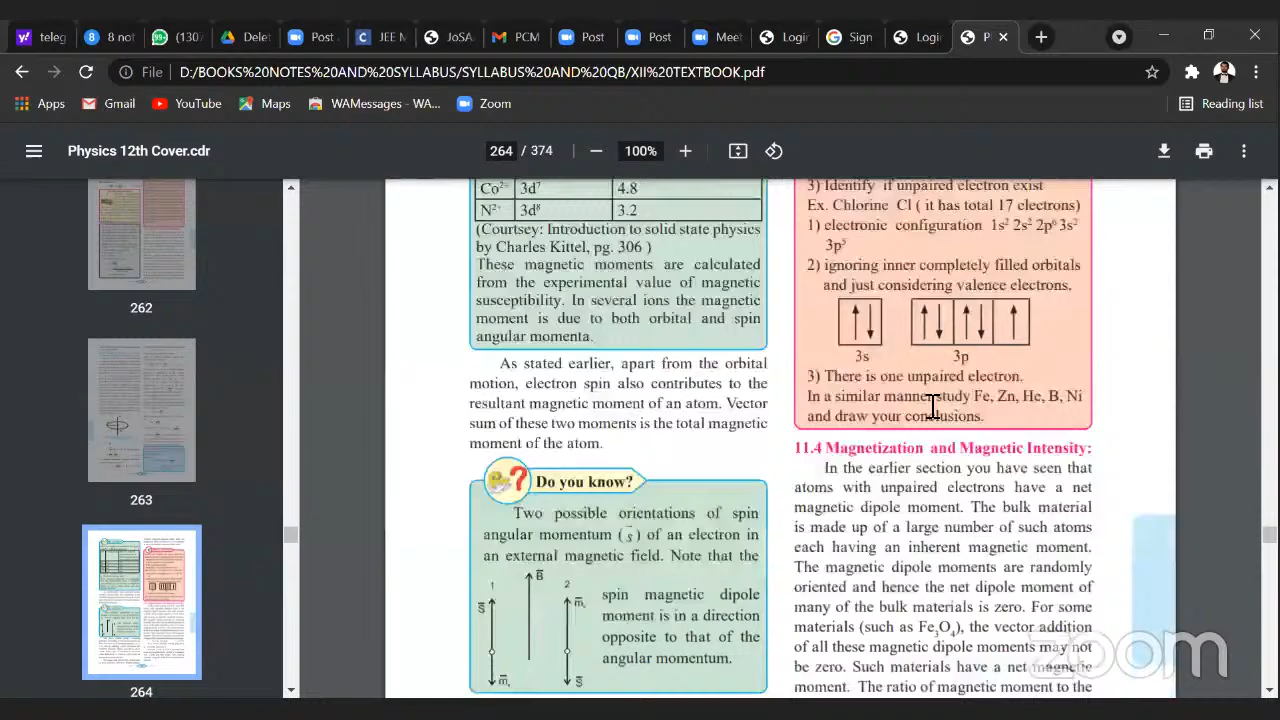 teleg
8 not
(130
Delet
Post
JEE M
JoSA
PCM
Post
Post
Meet
Logir
Sign
Logir
P
File
D:/BOOKS%20NOTES%20AND%20SYLLABUS/SYLLABUS%20AND%20QB/XII%20TEXTBOOK.pdf
Apps
Gmail
YouTube
Maps
WAMessages - WA...
Zoom
Reading list
Physics 12th Cover.cdr
264 / 374
100%
262
263
264
Co²⁺ 3d⁷ 4.8
N²⁺ 3d⁸ 3.2
(Courtsey: Introduction to solid state physics
by Charles Kittel, pg. 306 )
These magnetic moments are calculated
from the experimental value of magnetic
susceptibility. In several ions the magnetic
moment is due to both orbital and spin
angular momenta.
As stated earlier, apart from the orbital
motion, electron spin also contributes to the
resultant magnetic moment of an atom. Vector
sum of these two moments is the total magnetic
moment of the atom.
Do you know?
Two possible orientations of spin
angular momentum (s⃗) of an electron in
an external magnetic field. Note that the
spin magnetic dipole
moment is in a direction
opposite to that of the
angular momentum.
1
B⃗
2
3) Identify if unpaired electron exist
Ex. Chlorine Cl ( it has total 17 electrons)
1) electronic configuration 1s² 2s² 2p⁶ 3s²
3p⁵
2) ignoring inner completely filled orbitals
and just considering valence electrons.
3s 3p
3) There is one unpaired electron.
In a similar manner study Fe, Zn, He, B, Ni
and draw your conclusions.
11.4 Magnetization and Magnetic Intensity:
In the earlier section you have seen that
atoms with unpaired electrons have a net
magnetic dipole moment. The bulk material
is made up of a large number of such atoms
each having an inherent magnetic moment.
The magnetic dipole moments are randomly
oriented and hence the net dipole moment of
many of the bulk materials is zero. For some
materials (such as Fe₃O₄), the vector addition
of all these magnetic dipole moments may not
be zero. Such materials have a net magnetic
moment. The ratio of magnetic moment to the
zoom